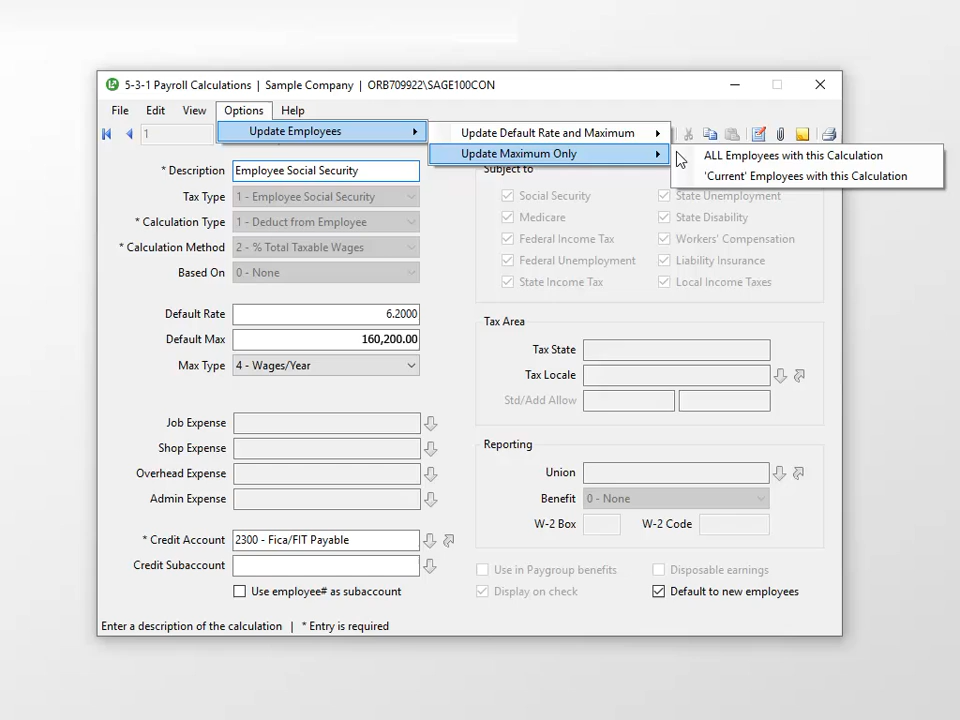 5-3-1 Payroll Calculations | Sample Company | ORB709922\SAGE100CON
File Edit View Options Help
Update Employees
Update Default Rate and Maximum
Update Maximum Only
ALL Employees with this Calculation
'Current' Employees with this Calculation
1
* Description Employee Social Security
Tax Type 1 - Employee Social Security
* Calculation Type 1 - Deduct from Employee
* Calculation Method 2 - % Total Taxable Wages
Based On 0 - None
Default Rate 6.2000
Default Max 160,200.00
Max Type 4 - Wages/Year
Job Expense
Shop Expense
Overhead Expense
Admin Expense
* Credit Account 2300 - Fica/FIT Payable
Credit Subaccount
Use employee# as subaccount
Subject to
Social Security State Unemployment
Medicare State Disability
Federal Income Tax Workers' Compensation
Federal Unemployment Liability Insurance
State Income Tax Local Income Taxes
Tax Area
Tax State
Tax Locale
Std/Add Allow
Reporting
Union
Benefit 0 - None
W-2 Box W-2 Code
Use in Paygroup benefits Disposable earnings
Display on check Default to new employees
Enter a description of the calculation | * Entry is required